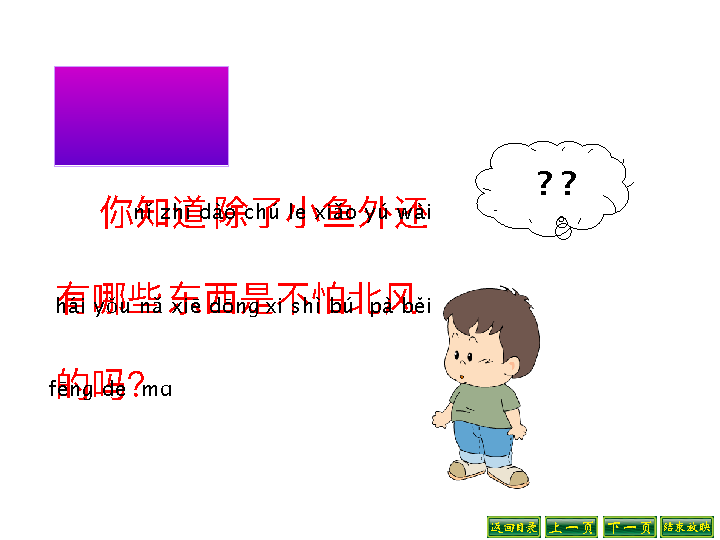 ??
nǐ zhī dào chú le xiǎo yú wài
你知道除了小鱼外还
hái yǒu nǎ xiē dōng xi shì bú pà běi
有哪些东西是不怕北风
fēng de ma
的吗?
返回目录 上一页 下一页 结束放映